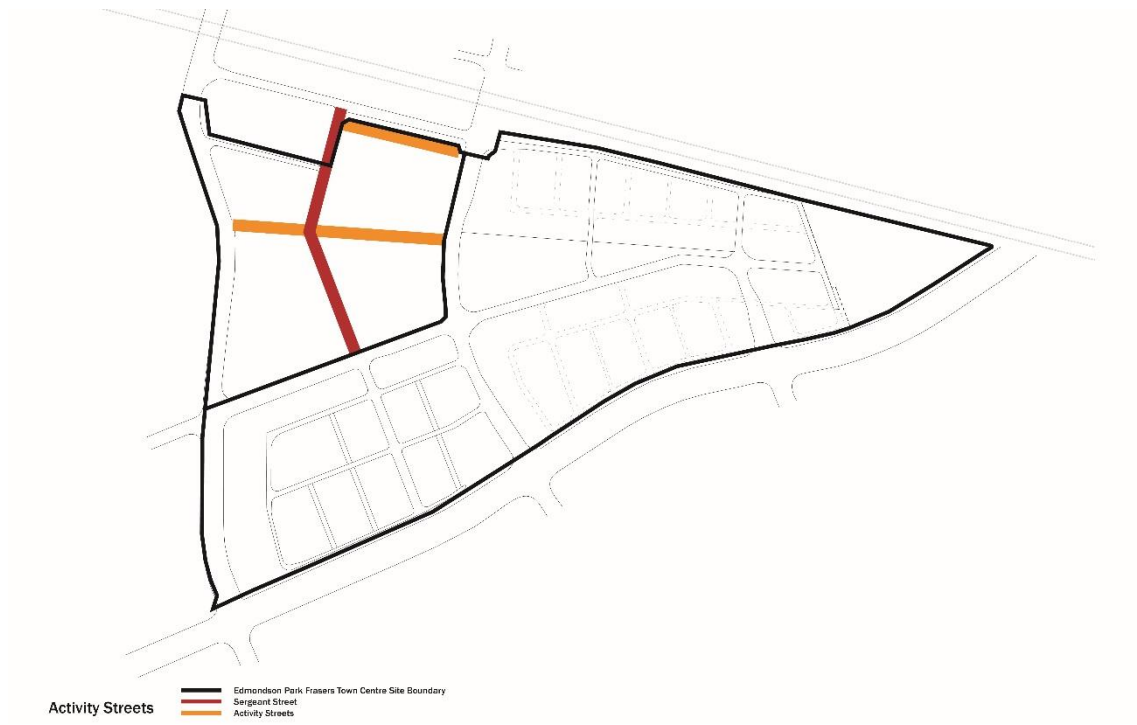 Activity Streets
Edmondson Park Frasers Town Centre Site Boundary
Sergeant Street
Activity Streets